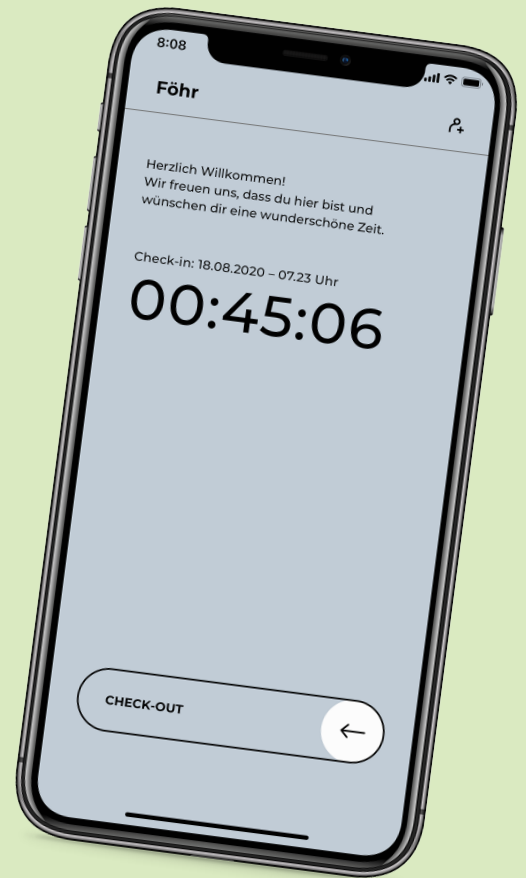 8:08
Föhr
Herzlich Willkommen!
Wir freuen uns, dass du hier bist und
wünschen dir eine wunderschöne Zeit.
Check-in: 18.08.2020 – 07.23 Uhr
00:45:06
CHECK-OUT